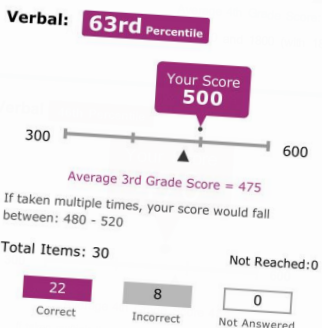 Verbal: 63rd Percentile
Your Score
500
300 600
Average 3rd Grade Score = 475
If taken multiple times, your score would fall
between: 480 - 520
Total Items: 30 Not Reached:0
22 8 0
Correct Incorrect Not Answered